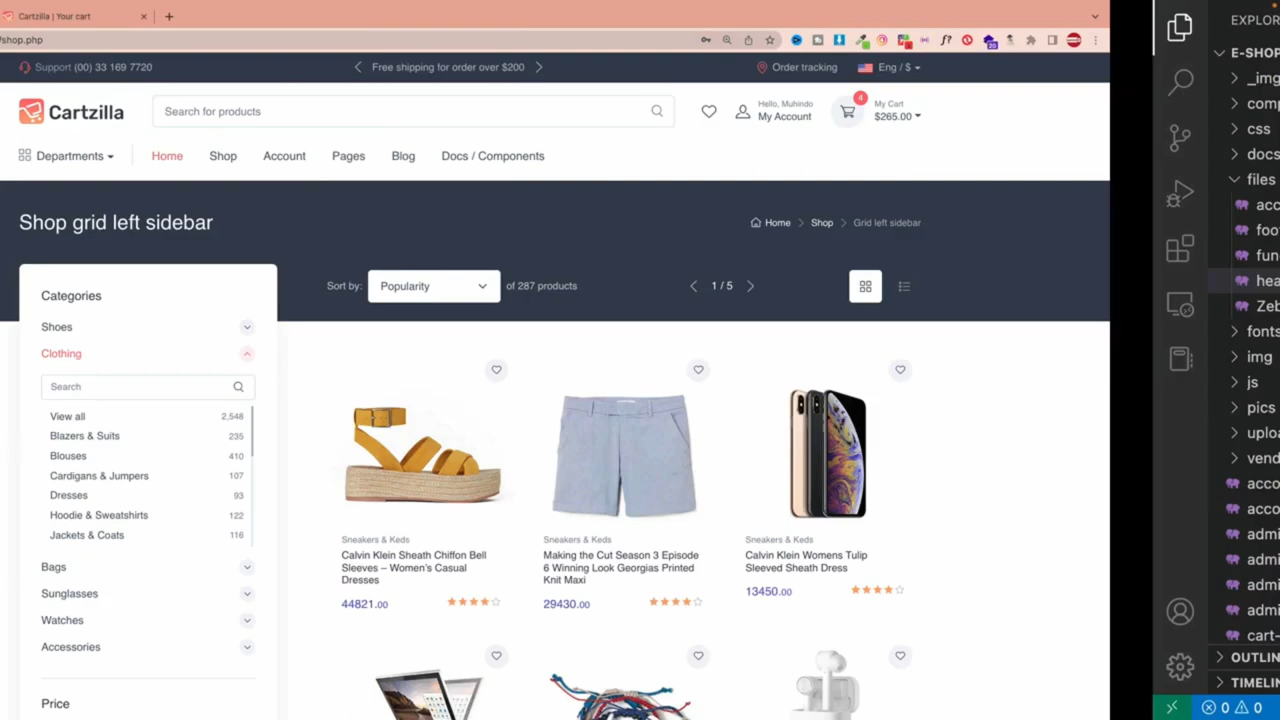 Cartzilla | Your cart
/shop.php
Support (00) 33 169 7720
Free shipping for order over $200
Order tracking
Eng / $
Cartzilla
Search for products
Hello, Muhindo
My Account
4
My Cart
$265.00
Departments
Home
Shop
Account
Pages
Blog
Docs / Components
Shop grid left sidebar
Home
Shop
Grid left sidebar
Sort by:
Popularity
of 287 products
1 / 5
Categories
Shoes
Clothing
Search
View all 2,548
Blazers & Suits 235
Blouses 410
Cardigans & Jumpers 107
Dresses 93
Hoodie & Sweatshirts 122
Jackets & Coats 116
Bags
Sunglasses
Watches
Accessories
Price
Sneakers & Keds
Calvin Klein Sheath Chiffon Bell
Sleeves – Women's Casual
Dresses
44821.00
Sneakers & Keds
Making the Cut Season 3 Episode
6 Winning Look Georgias Printed
Knit Maxi
29430.00
Sneakers & Keds
Calvin Klein Womens Tulip
Sleeved Sheath Dress
13450.00
EXPLOR
E-SHOP
_img
comp
css
docs
files
acc
foo
fun
hea
Zeb
fonts
img
js
pics
uploa
vend
acco
acco
admi
admi
admi
admi
cart-
OUTLIN
TIMELIN
0 0